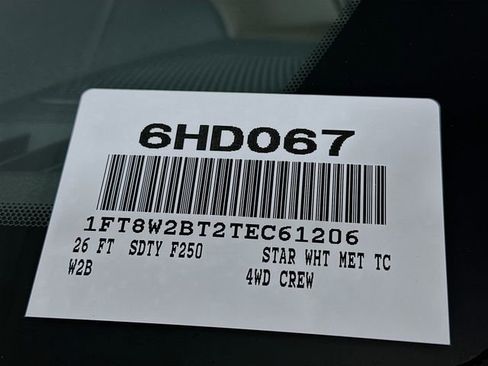 6HD067
1FT8W2BT2TEC61206
26 FT SDTY F250 STAR WHT MET TC
W2B 4WD CREW